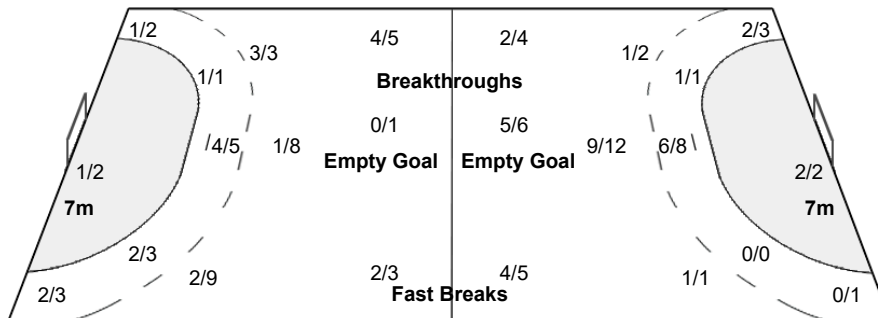 1/2 4/5 2/4 2/3
3/3 1/2
1/1 Breakthroughs 1/1
0/1 5/6
4/5 1/8 9/12 6/8
Empty Goal Empty Goal
1/2 2/2
7m 7m
2/3 0/0
2/9 2/3 4/5 1/1
2/3 Fast Breaks 0/1